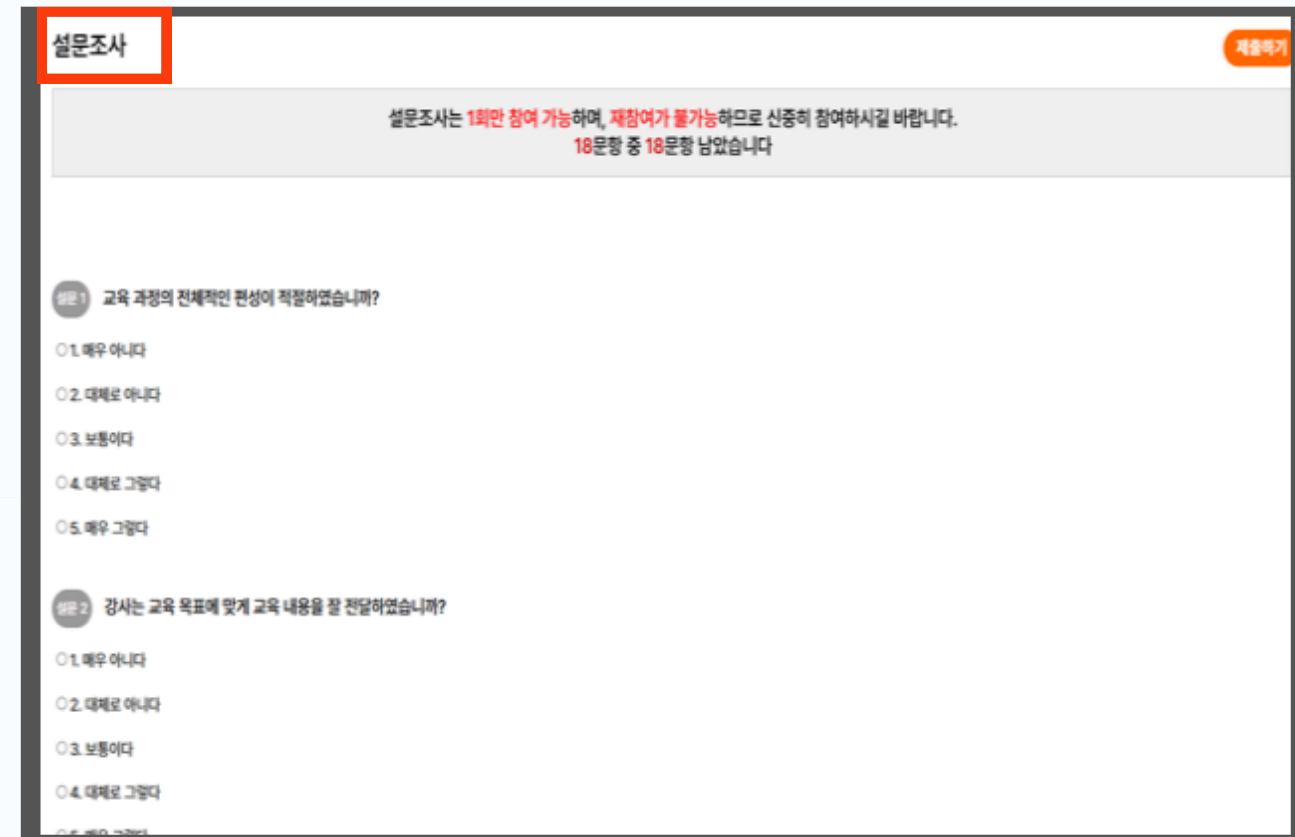 설문조사
제출하기
설문조사는 1회만 참여 가능하며, 재참여가 불가능하므로 신중히 참여하시길 바랍니다.
18문항 중 18문항 남았습니다
설문 1 교육 과정의 전체적인 편성이 적절하였습니까?
1. 매우 아니다
2. 대체로 아니다
3. 보통이다
4. 대체로 그렇다
5. 매우 그렇다
설문 2 강사는 교육 목표에 맞게 교육 내용을 잘 전달하였습니까?
1. 매우 아니다
2. 대체로 아니다
3. 보통이다
4. 대체로 그렇다